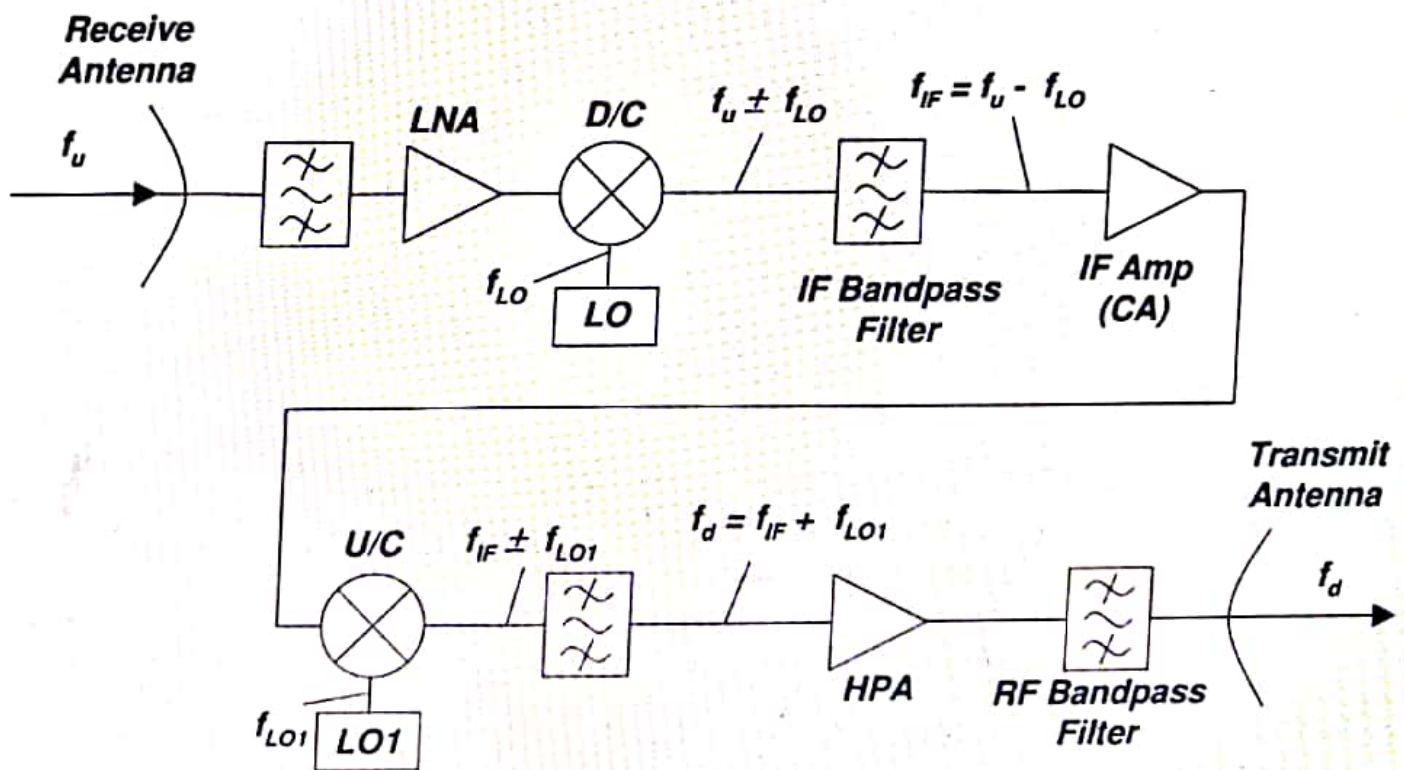 Receive
Antenna
f_u
LNA
D/C
f_u ± f_LO
f_IF = f_u - f_LO
f_LO
LO
IF Bandpass
Filter
IF Amp
(CA)
U/C
f_IF ± f_LO1
f_d = f_IF + f_LO1
Transmit
Antenna
f_d
HPA
RF Bandpass
Filter
f_LO1
LO1